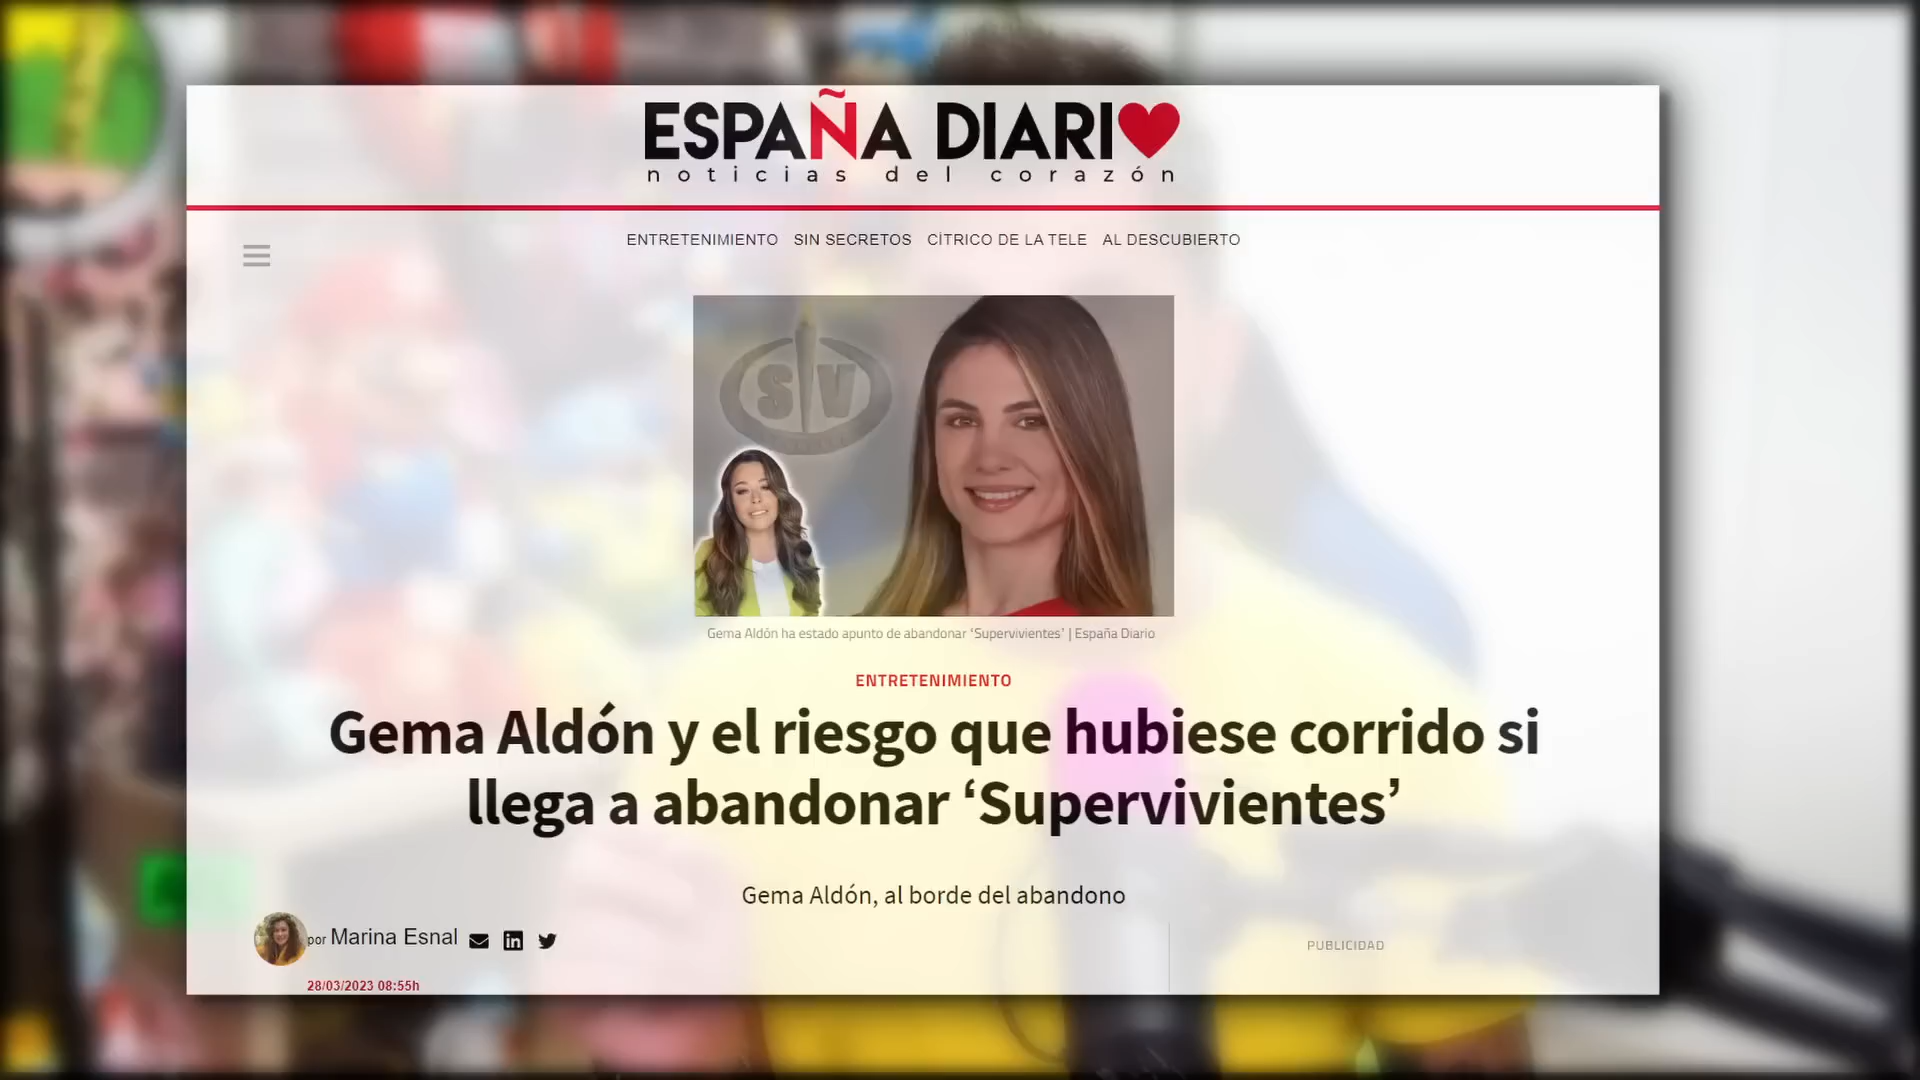 ESPAÑA DIARI
noticias del corazón
ENTRETENIMIENTO SIN SECRETOS CÍTRICO DE LA TELE AL DESCUBIERTO
SV
Gema Aldón ha estado apunto de abandonar 'Supervivientes' | España Diario
ENTRETENIMIENTO
Gema Aldón y el riesgo que hubiese corrido si
llega a abandonar ‘Supervivientes’
Gema Aldón, al borde del abandono
por Marina Esnal
PUBLICIDAD
28/03/2023 08:55h